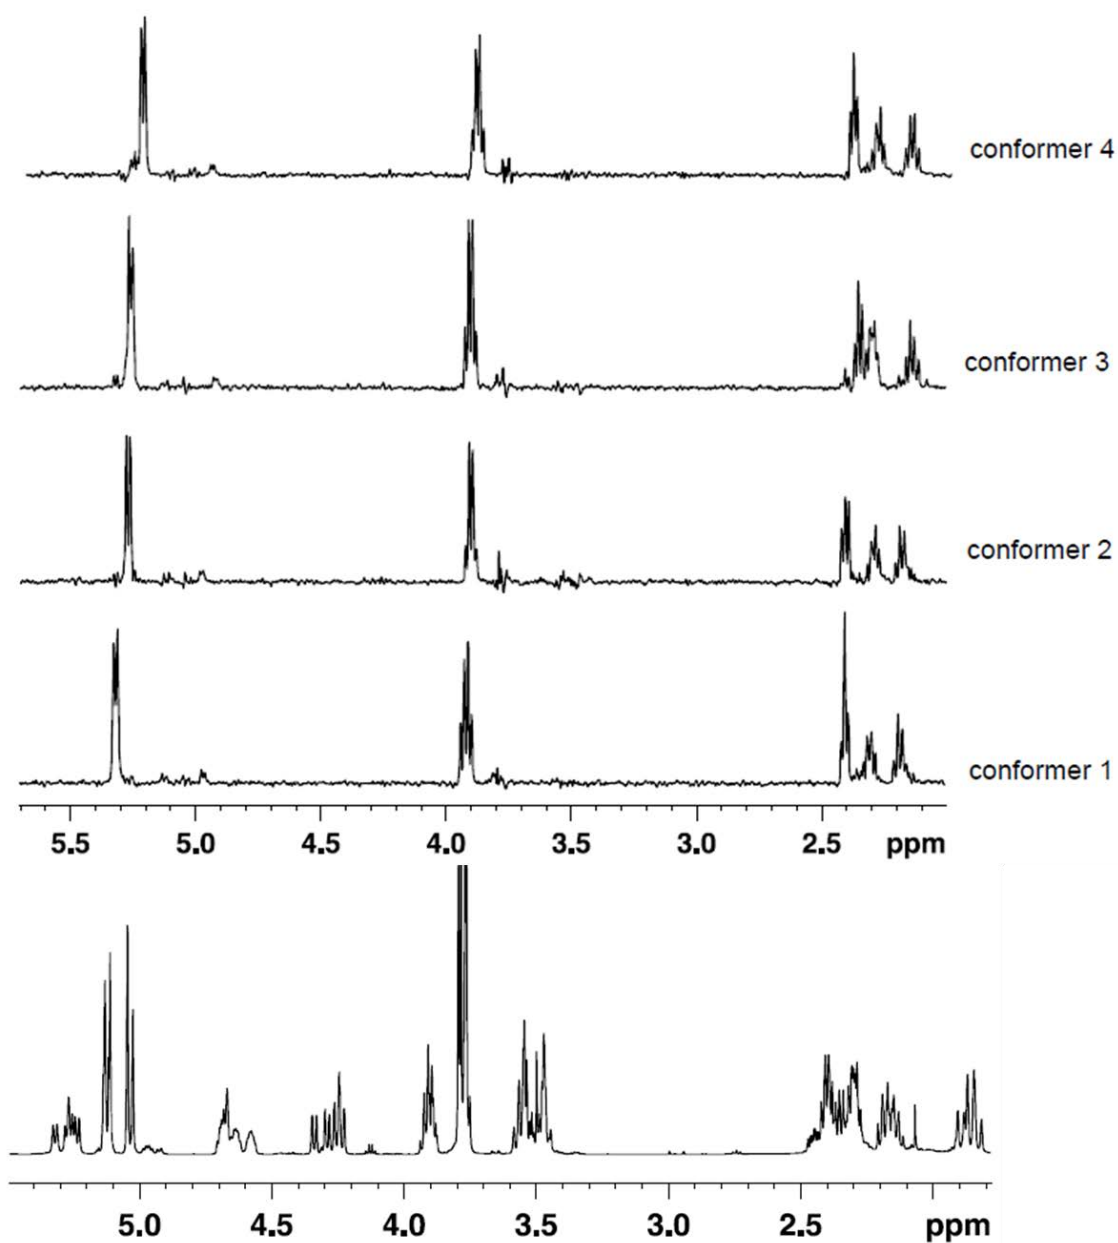 conformer 4
conformer 3
conformer 2
conformer 1
5.5 5.0 4.5 4.0 3.5 3.0 2.5 ppm
5.0 4.5 4.0 3.5 3.0 2.5 ppm